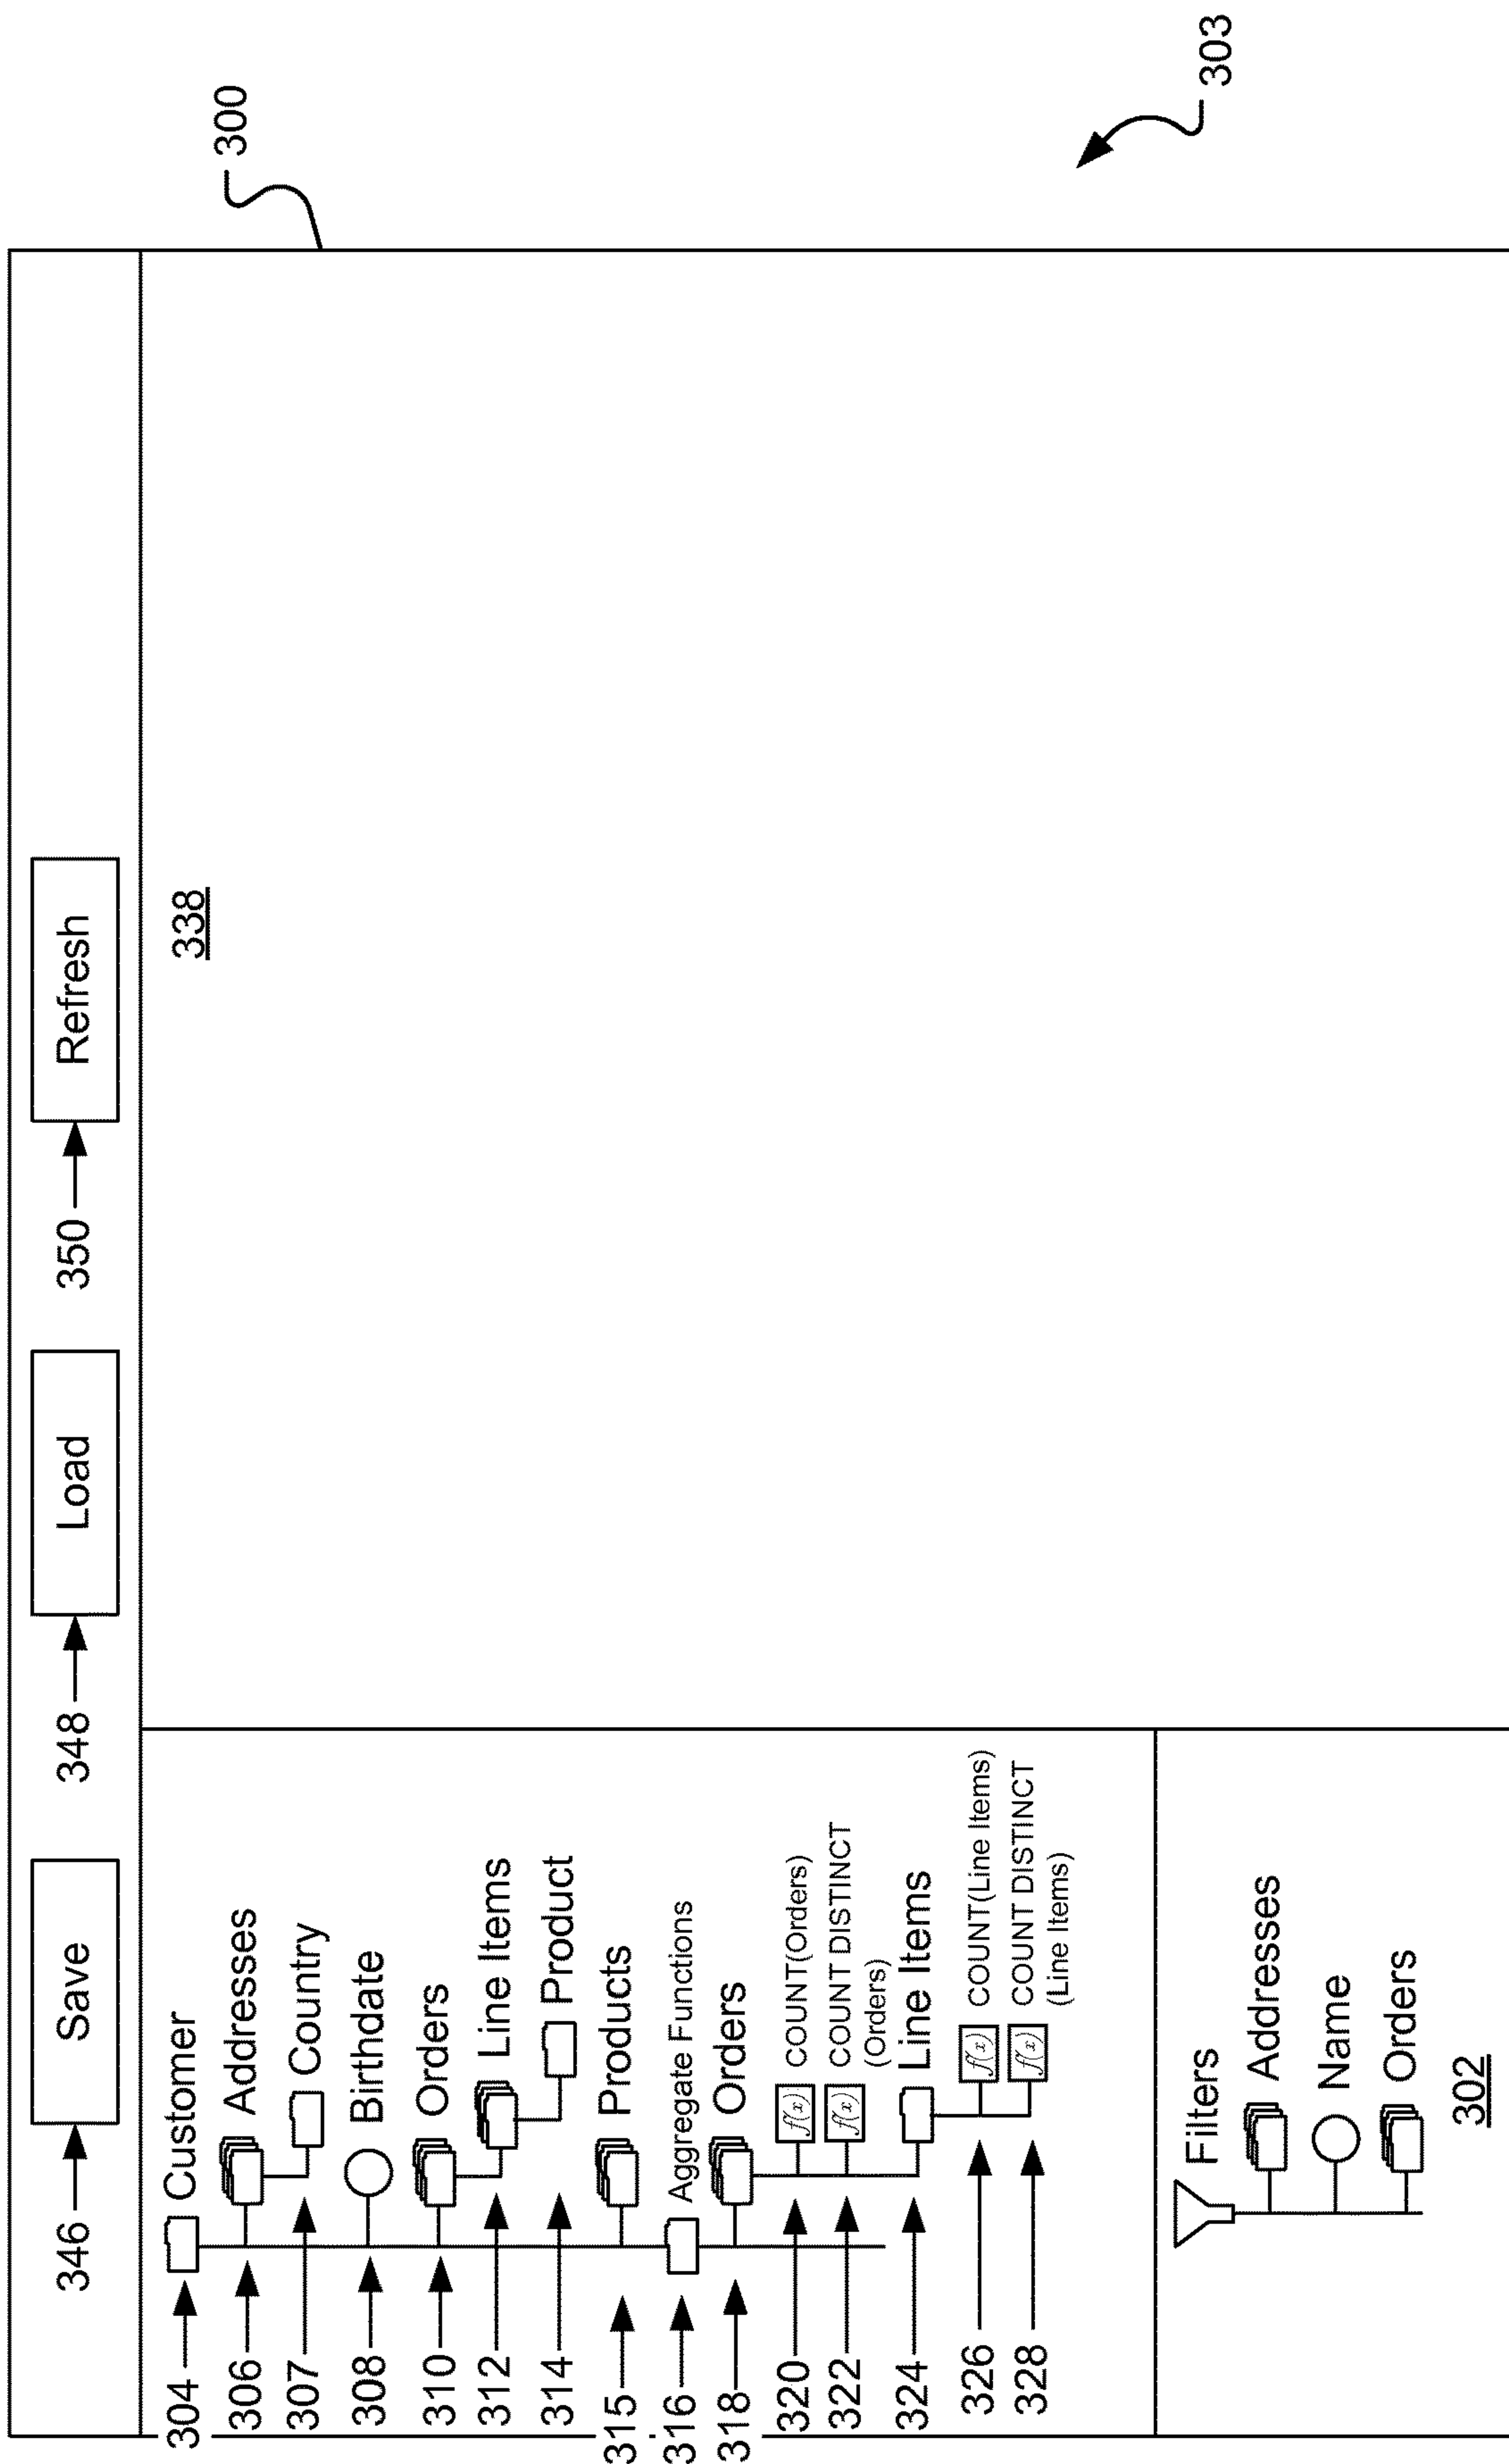 346 Save 348 Load 350 Refresh
300
303
338
304 Customer
306 Addresses
307 Country
308 Birthdate
310 Orders
312 Line Items
314 Product
315 Products
316 Aggregate Functions
318 Orders
320 f(x) COUNT(Orders)
322 f(x) COUNT DISTINCT
(Orders)
324 Line Items
326 f(x) COUNT(Line Items)
328 f(x) COUNT DISTINCT
(Line Items)
Filters
Addresses
Name
Orders
302